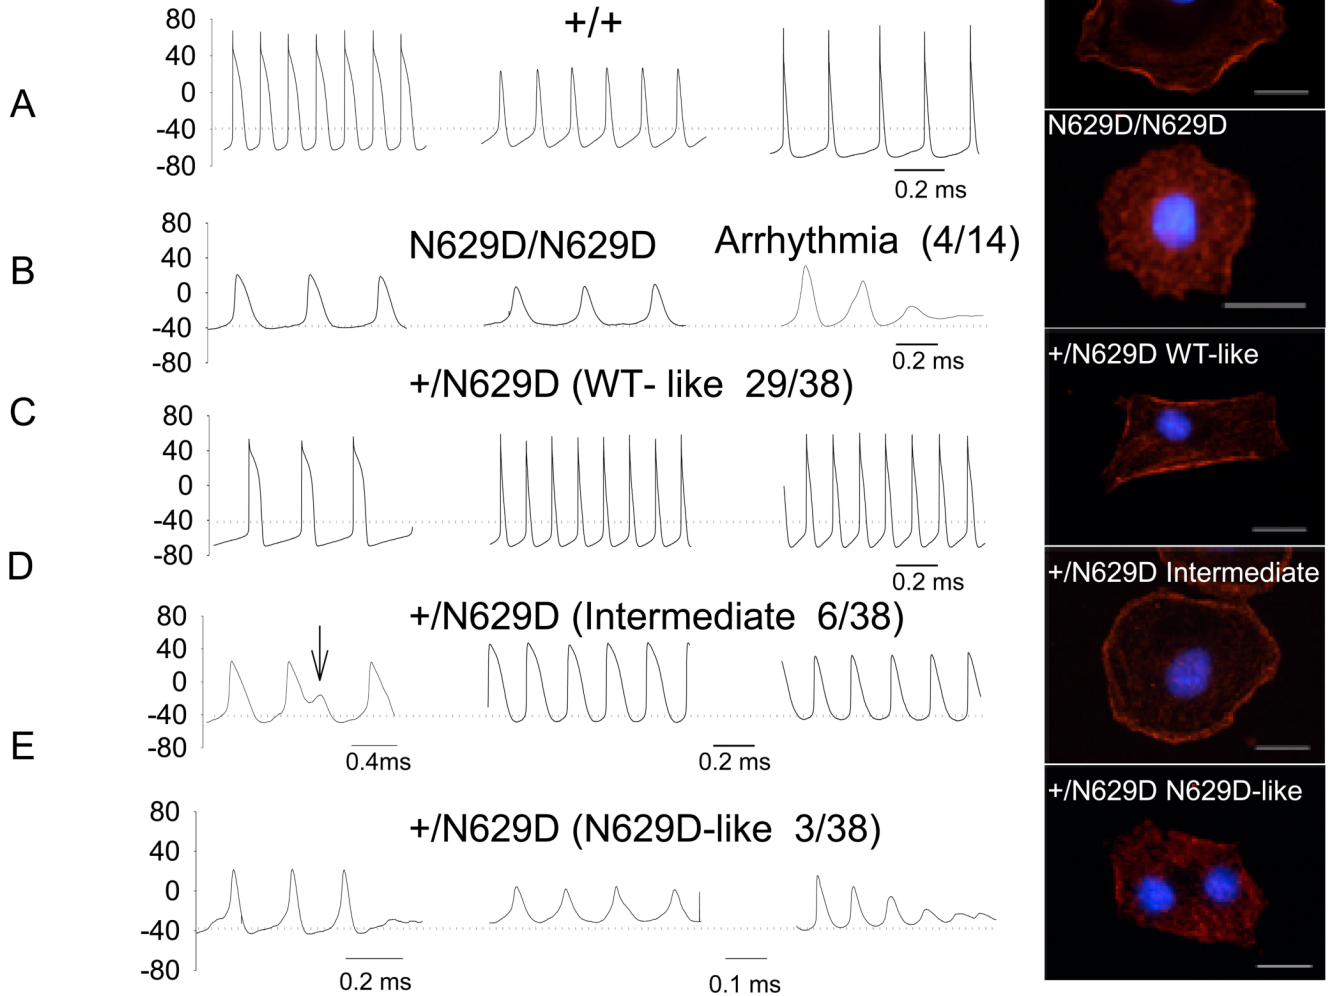 +/+
A
80
40
0
-40
-80
0.2 ms
N629D/N629D
Arrhythmia (4/14)
B
80
40
0
-40
-80
0.2 ms
+/N629D (WT- like 29/38)
C
80
40
0
-40
-80
0.2 ms
D
+/N629D (Intermediate 6/38)
80
40
0
-40
-80
0.4ms
0.2 ms
E
+/N629D (N629D-like 3/38)
80
40
0
-40
-80
0.2 ms
0.1 ms
N629D/N629D
+/N629D WT-like
+/N629D Intermediate
+/N629D N629D-like